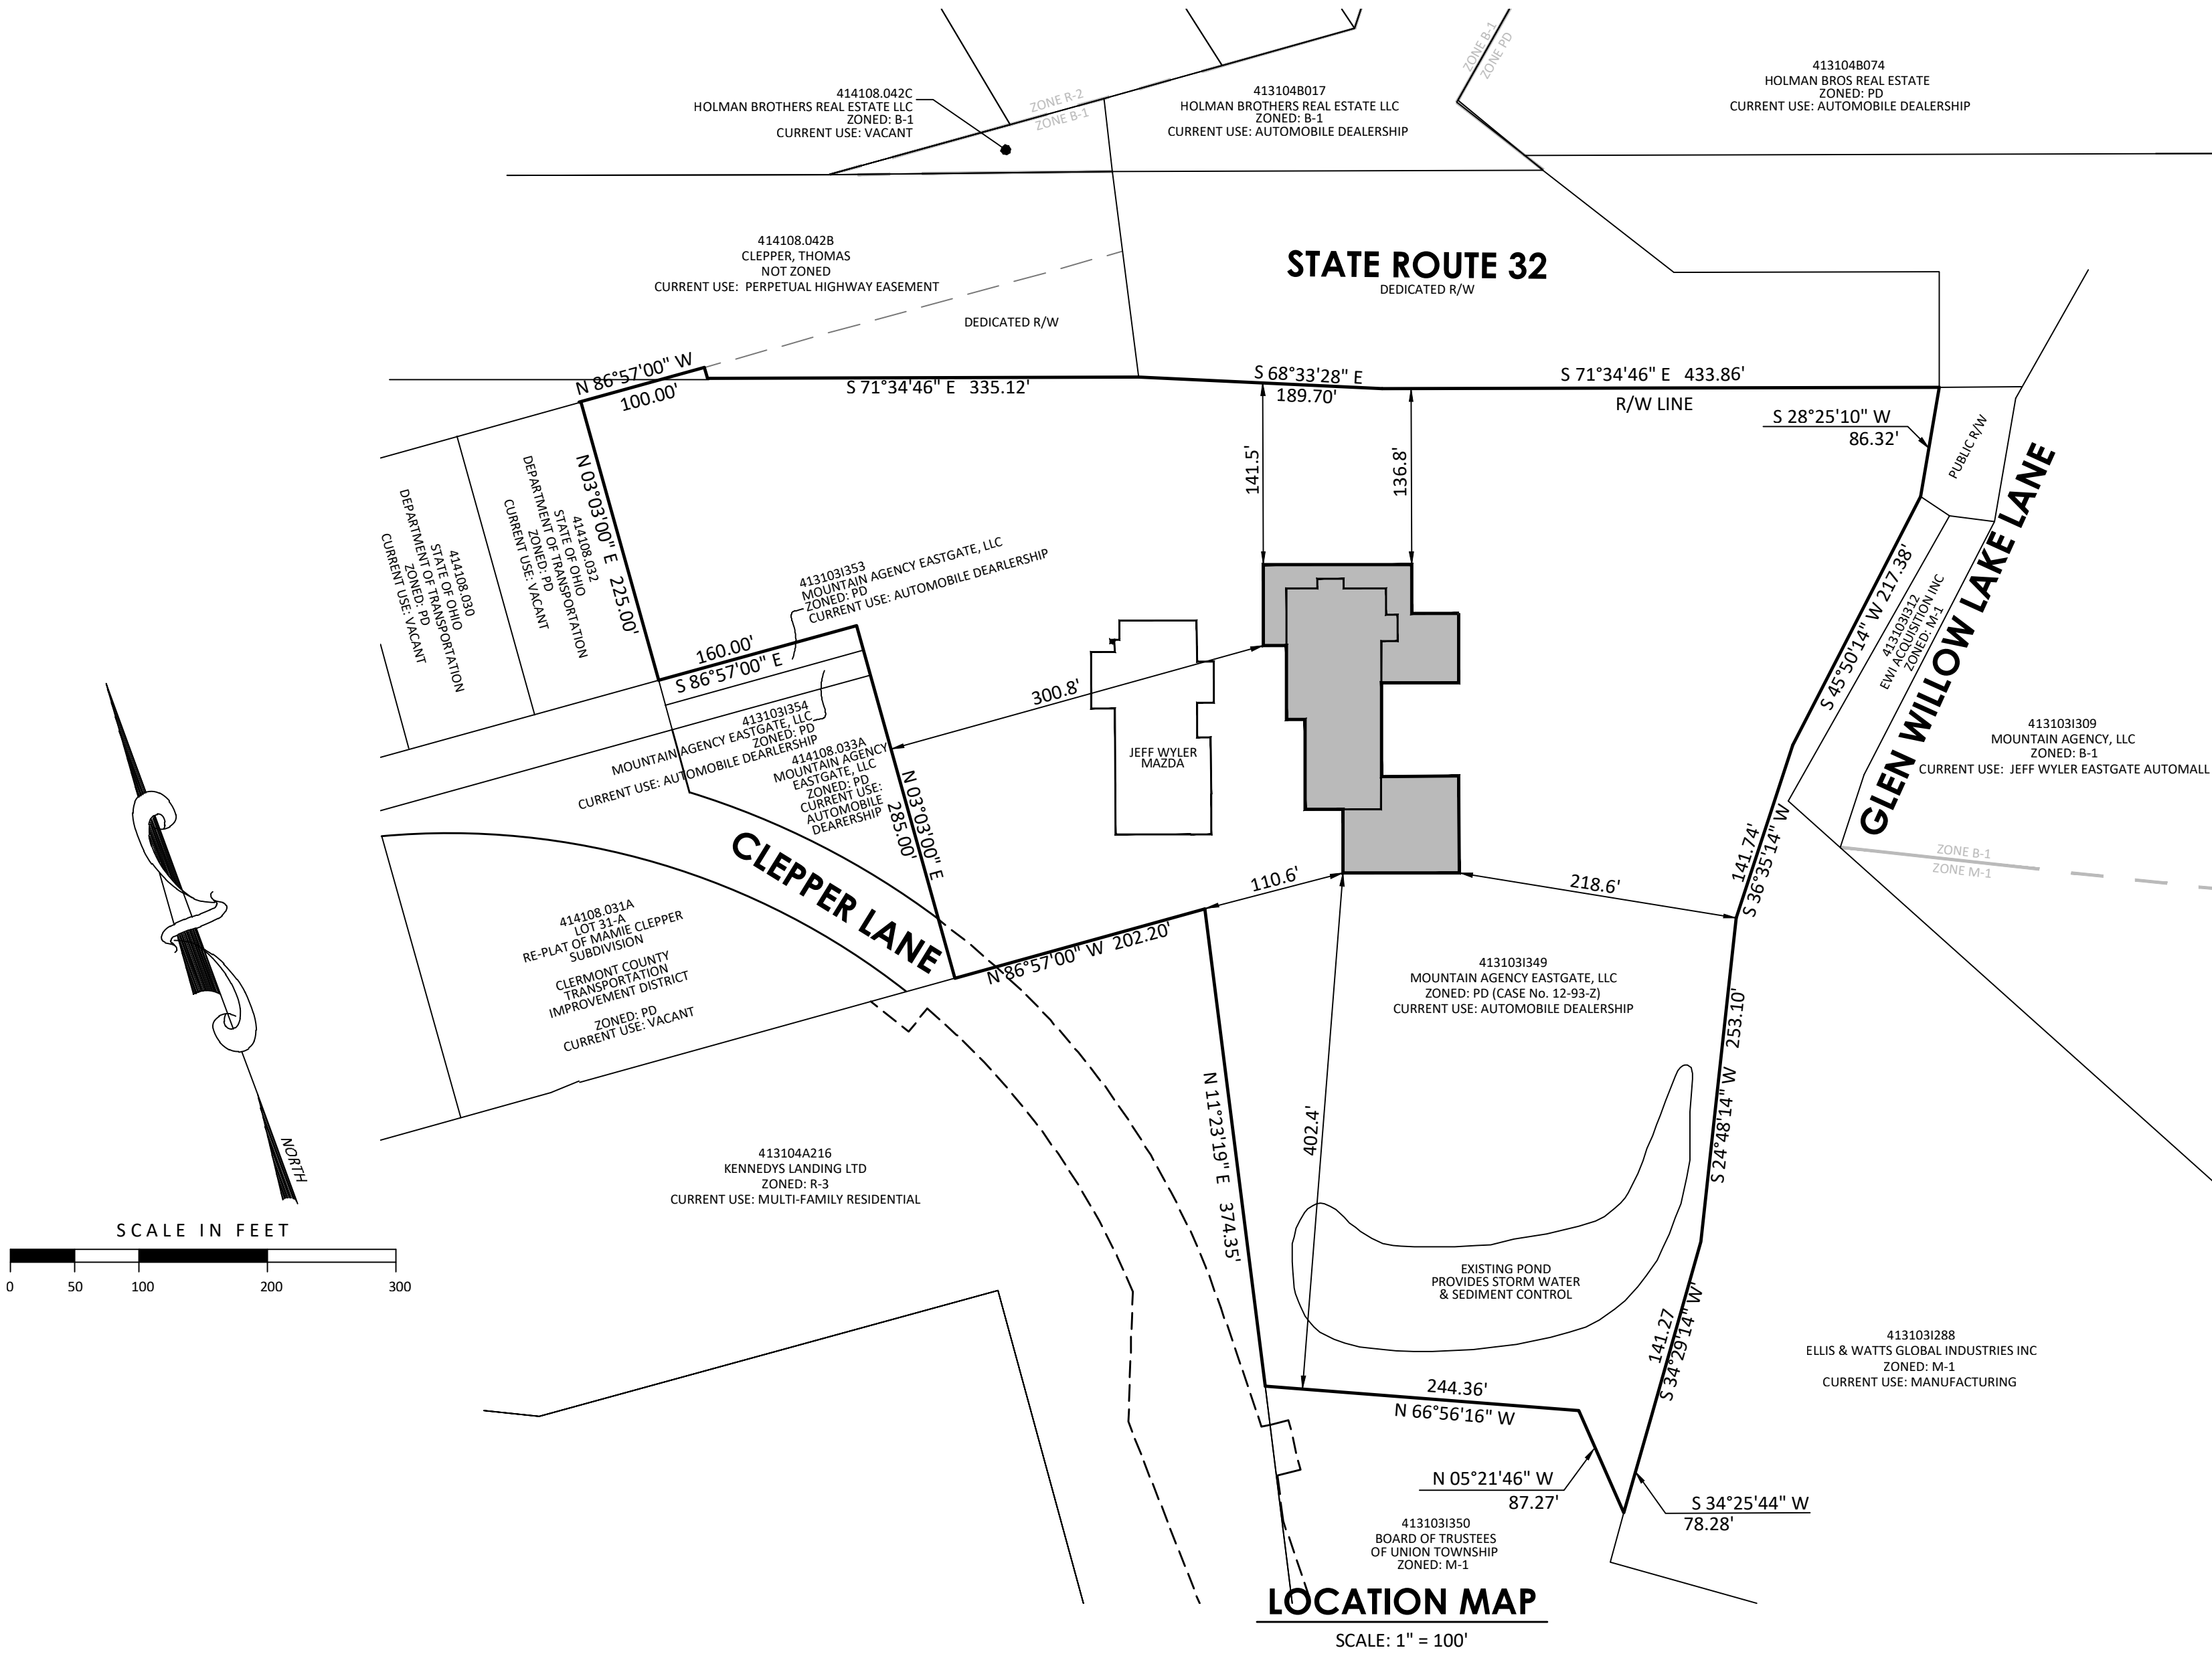 414108.042C
HOLMAN BROTHERS REAL ESTATE LLC
ZONED: B-1
CURRENT USE: VACANT
ZONE R-2
ZONE B-1
413104B017
HOLMAN BROTHERS REAL ESTATE LLC
ZONED: B-1
CURRENT USE: AUTOMOBILE DEALERSHIP
ZONE B-1
ZONE PD
413104B074
HOLMAN BROS REAL ESTATE
ZONED: PD
CURRENT USE: AUTOMOBILE DEALERSHIP
414108.042B
CLEPPER, THOMAS
NOT ZONED
CURRENT USE: PERPETUAL HIGHWAY EASEMENT
DEDICATED R/W
STATE ROUTE 32
DEDICATED R/W
N 86°57'00" W
100.00'
S 71°34'46" E 335.12'
S 68°33'28" E
189.70'
S 71°34'46" E 433.86'
R/W LINE
S 28°25'10" W
86.32'
PUBLIC R/W
GLEN WILLOW LAKE LANE
141.5'
136.8'
414108.030
STATE OF OHIO
DEPARTMENT OF TRANSPORTATION
ZONED: PD
CURRENT USE: VACANT
414108.032
STATE OF OHIO
DEPARTMENT OF TRANSPORTATION
ZONED: PD
CURRENT USE: VACANT
N 03°03'00" E 225.00'
413103I353
MOUNTAIN AGENCY EASTGATE, LLC
ZONED: PD
CURRENT USE: AUTOMOBILE DEARLERSHIP
160.00'
S 86°57'00" E
413103I354
MOUNTAIN AGENCY EASTGATE, LLC
ZONED: PD
CURRENT USE: AUTOMOBILE DEARLERSHIP
414108.033A
MOUNTAIN AGENCY
EASTGATE, LLC
ZONED: PD
CURRENT USE:
AUTOMOBILE
DEARERSHIP
N 03°03'00" E
285.00'
300.8'
JEFF WYLER
MAZDA
S 45°50'14" W 217.38'
413103I312
EWI ACQUISITION INC
ZONED: M-1
413103I309
MOUNTAIN AGENCY, LLC
ZONED: B-1
CURRENT USE: JEFF WYLER EASTGATE AUTOMALL
ZONE B-1
ZONE M-1
141.74'
S 36°35'14" W
CLEPPER LANE
414108.031A
LOT 31-A
RE-PLAT OF MAMIE CLEPPER
SUBDIVISION
CLERMONT COUNTY
TRANSPORTATION
IMPROVEMENT DISTRICT
ZONED: PD
CURRENT USE: VACANT
N 86°57'00" W 202.20'
110.6'
218.6'
413103I349
MOUNTAIN AGENCY EASTGATE, LLC
ZONED: PD (CASE No. 12-93-Z)
CURRENT USE: AUTOMOBILE DEALERSHIP
S 24°48'14" W 253.10'
N 11°23'19" E 374.35'
402.4'
413104A216
KENNEDYS LANDING LTD
ZONED: R-3
CURRENT USE: MULTI-FAMILY RESIDENTIAL
NORTH
SCALE IN FEET
0 50 100 200 300
EXISTING POND
PROVIDES STORM WATER
& SEDIMENT CONTROL
141.27
S 34°29'14" W
413103I288
ELLIS & WATTS GLOBAL INDUSTRIES INC
ZONED: M-1
CURRENT USE: MANUFACTURING
244.36'
N 66°56'16" W
N 05°21'46" W
87.27'
S 34°25'44" W
78.28'
413103I350
BOARD OF TRUSTEES
OF UNION TOWNSHIP
ZONED: M-1
LOCATION MAP
SCALE: 1" = 100'